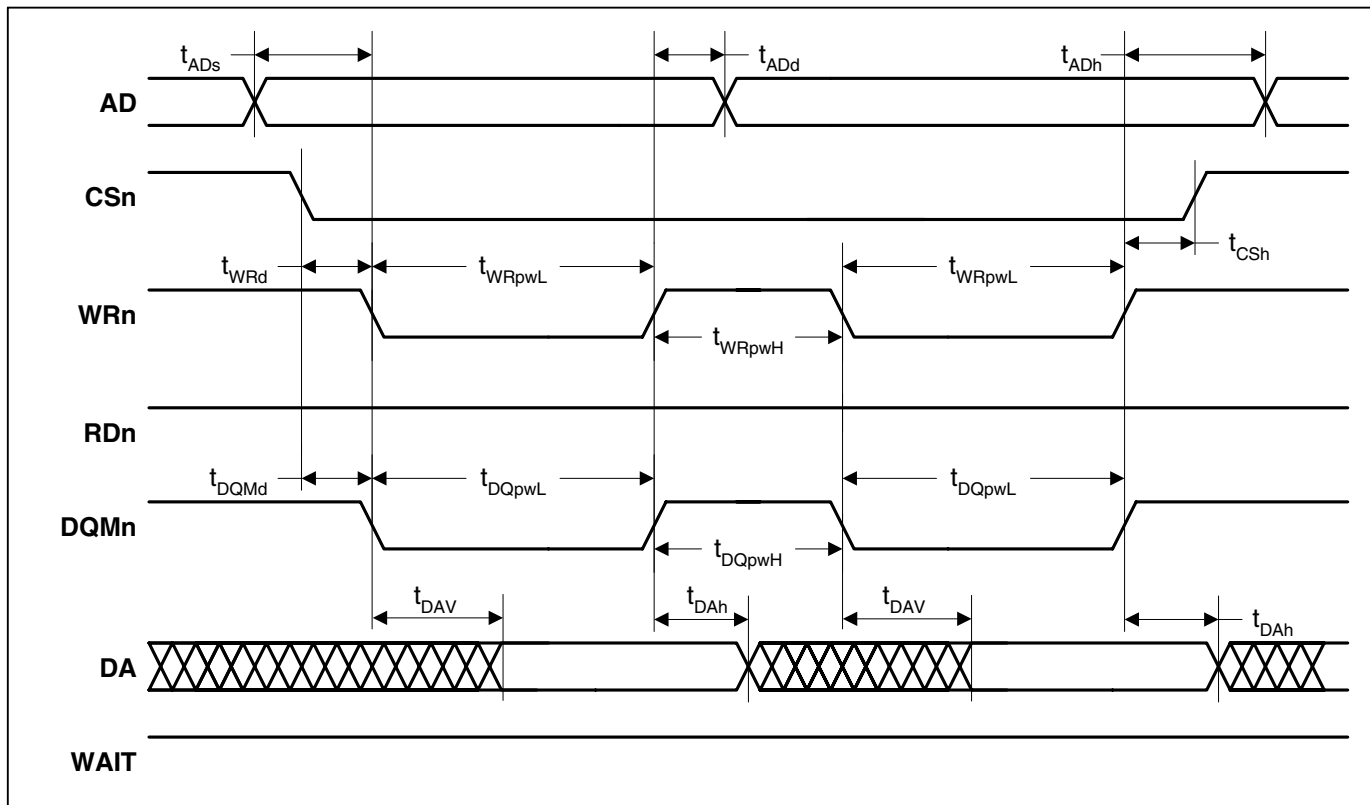 tADs
tADd
tADh
AD
CSn
tCSh
tWRd
tWRpwL
tWRpwL
WRn
tWRpwH
RDn
tDQMd
tDQpwL
tDQpwL
DQMn
tDQpwH
tDAV
tDAh
tDAV
tDAh
DA
WAIT